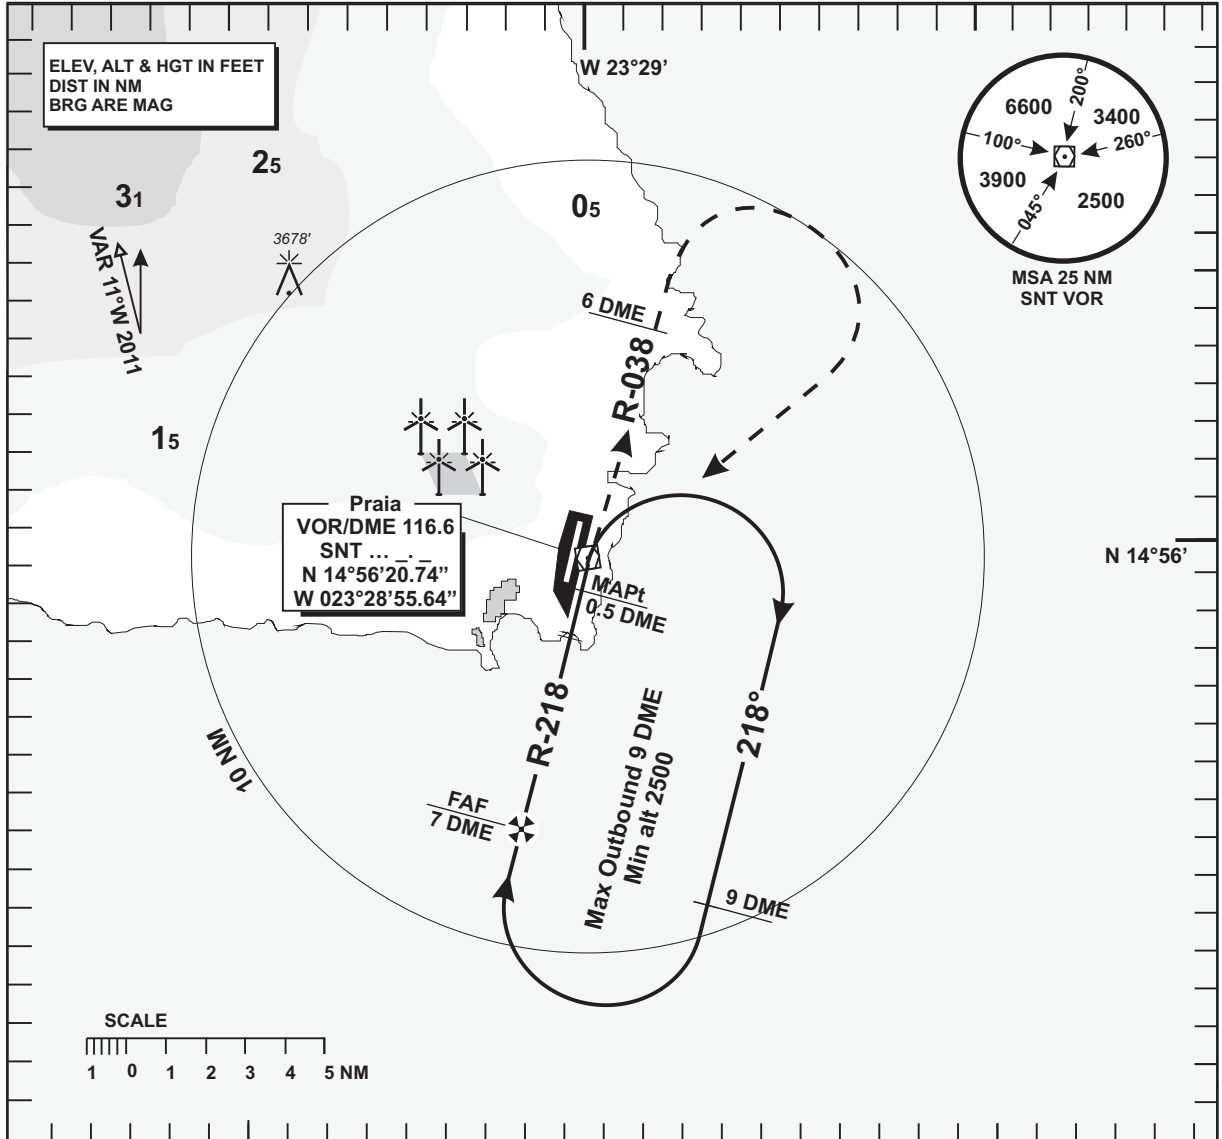 ELEV, ALT & HGT IN FEET
DIST IN NM
BRG ARE MAG
W 23°29’
6600
200°
3400
100°
260°
3900
2500
045°
MSA 25 NM
SNT VOR
25
31
05
3678'
VAR 11°W 2011
6 DME
R-038
15
Praia
VOR/DME 116.6
SNT ... _._
N 14°56’20.74”
W 023°28’55.64”
N 14°56’
MAPt
0.5 DME
R-218
218°
Max Outbound 9 DME
Min alt 2500
10 NM
FAF
7 DME
9 DME
SCALE
1 0 1 2 3 4 5 NM